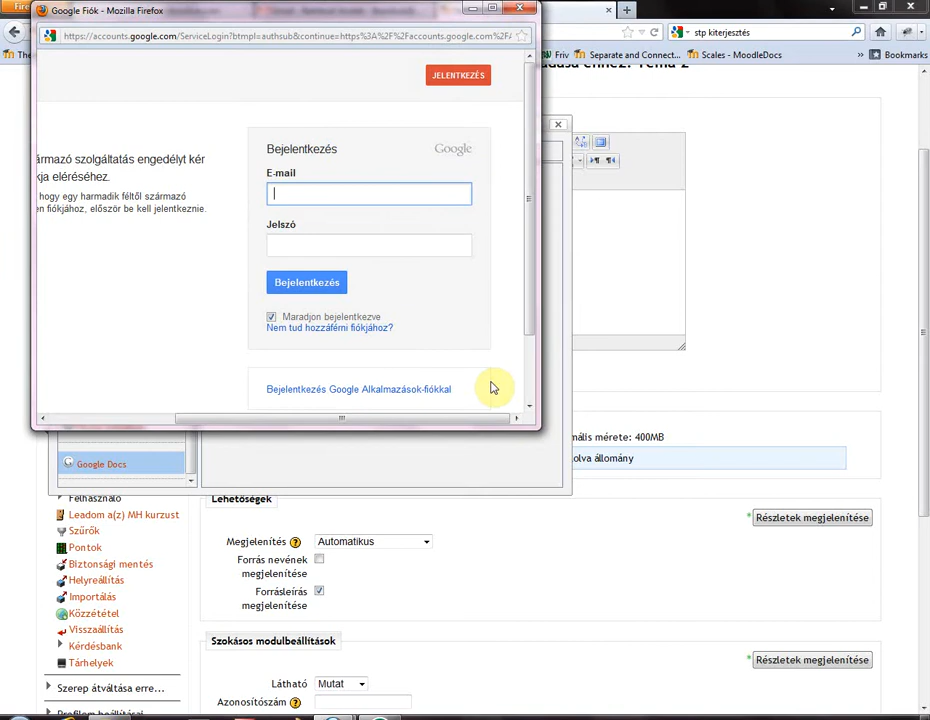 Google Fiók - Mozilla Firefox
https://accounts.google.com/ServiceLogin?btmpl=authsub&continue=https%3A%2F%2Faccounts.google.com%2F
stp kiterjesztés
Friv
Separate and Connect...
Scales - MoodleDocs
»
Bookmarks
JELENTKEZÉS
Bejelentkezés
Google
E-mail
ármazó szolgáltatás engedélyt kér
kja eléréséhez.
hogy egy harmadik féltől származó
en fiókjához, először be kell jelentkeznie.
Jelszó
Bejelentkezés
Maradjon bejelentkezve
Nem tud hozzáférni fiókjához?
Bejelentkezés Google Alkalmazások-fiókkal
mális mérete: 400MB
olva állomány
Google Docs
Felhasználó
Leadom a(z) MH kurzust
Szűrők
Pontok
Biztonsági mentés
Helyreállítás
Importálás
Közzététel
Visszaállítás
Kérdésbank
Tárhelyek
Szerep átváltása erre...
Profilom beállításai
Lehetőségek
* Részletek megjelenítése
Megjelenítés
Automatikus
Forrás nevének
megjelenítése
Forrásleírás
megjelenítése
Szokásos modulbeállítások
* Részletek megjelenítése
Látható
Mutat
Azonosítószám